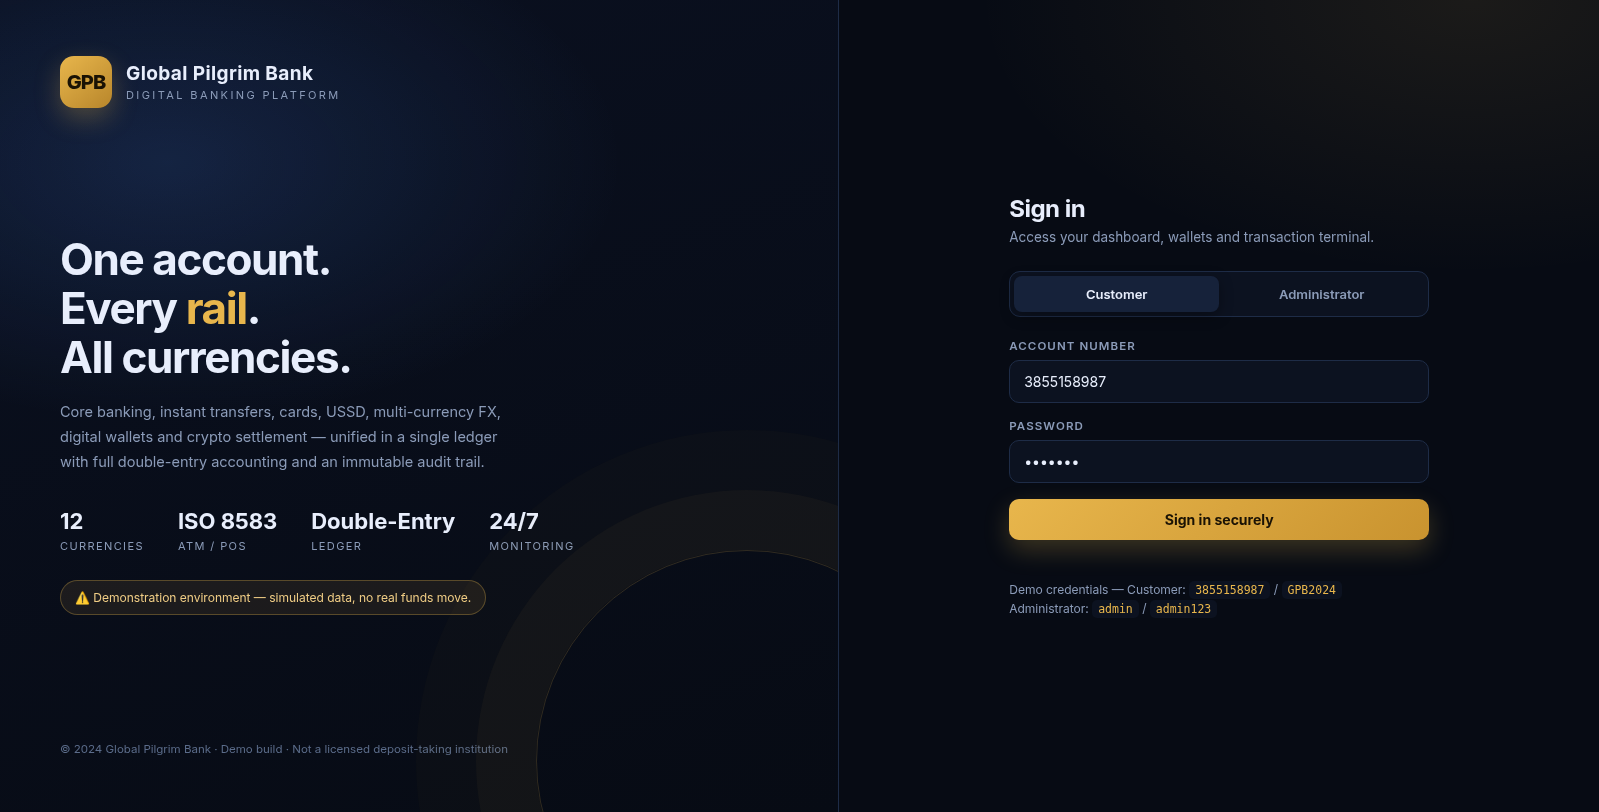 GPB
Global Pilgrim Bank
DIGITAL BANKING PLATFORM
One account.
Every rail.
All currencies.
Core banking, instant transfers, cards, USSD, multi-currency FX,
digital wallets and crypto settlement — unified in a single ledger
with full double-entry accounting and an immutable audit trail.
12
CURRENCIES
ISO 8583
ATM / POS
Double-Entry
LEDGER
24/7
MONITORING
⚠️ Demonstration environment — simulated data, no real funds move.
© 2024 Global Pilgrim Bank · Demo build · Not a licensed deposit-taking institution
Sign in
Access your dashboard, wallets and transaction terminal.
Customer
Administrator
ACCOUNT NUMBER
3855158987
PASSWORD
•••••••
Sign in securely
Demo credentials — Customer: 3855158987 / GPB2024
Administrator: admin / admin123